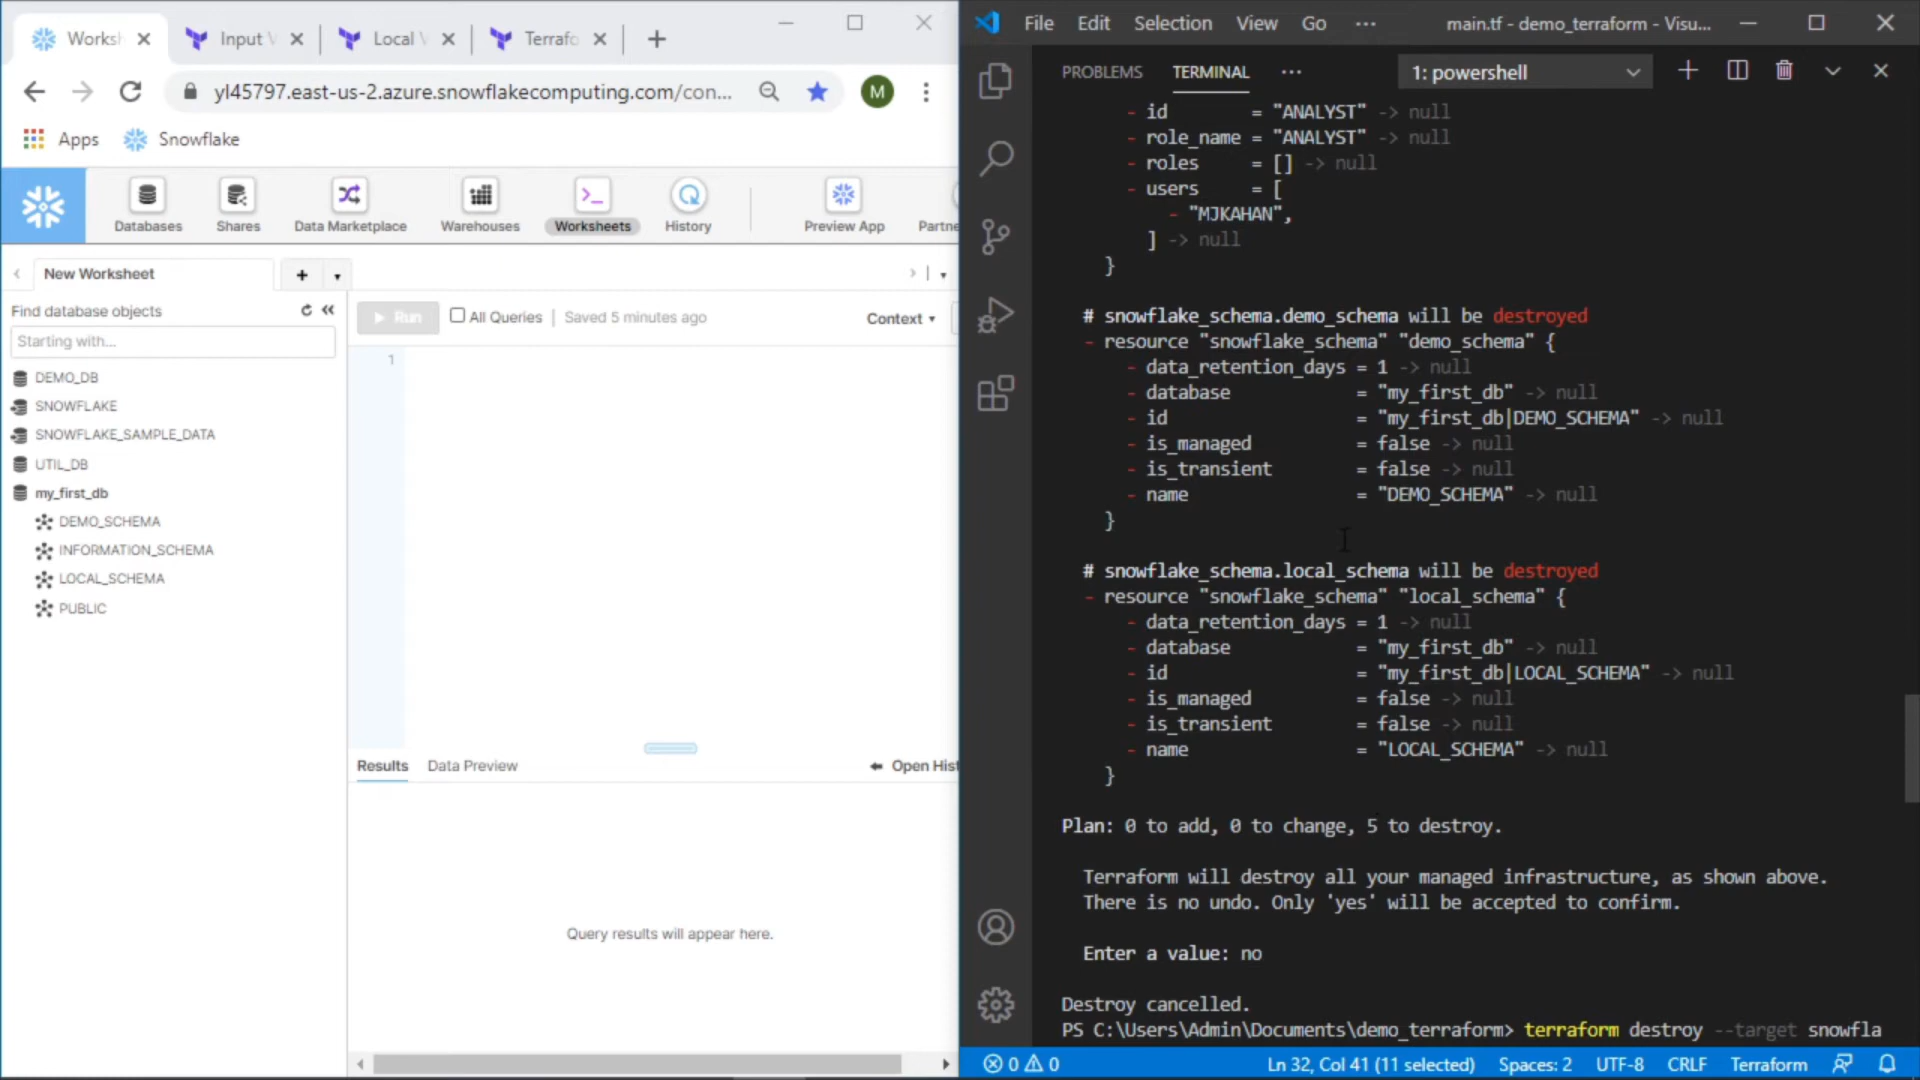 Works
Input V
Local V
Terrafo
yl45797.east-us-2.azure.snowflakecomputing.com/con...
M
Apps
Snowflake
Databases
Shares
Data Marketplace
Warehouses
Worksheets
History
Preview App
Partne
New Worksheet
Find database objects
Starting with...
Run
All Queries
Saved 5 minutes ago
Context
1
DEMO_DB
SNOWFLAKE
SNOWFLAKE_SAMPLE_DATA
UTIL_DB
my_first_db
DEMO_SCHEMA
INFORMATION_SCHEMA
LOCAL_SCHEMA
PUBLIC
Results
Data Preview
Open Hist
Query results will appear here.
File Edit Selection View Go ··· main.tf - demo_terraform - Visu...
PROBLEMS TERMINAL ··· 1: powershell
- id = "ANALYST" -> null
- role_name = "ANALYST" -> null
- roles = [] -> null
- users = [
- "MJKAHAN",
] -> null
}
# snowflake_schema.demo_schema will be destroyed
- resource "snowflake_schema" "demo_schema" {
- data_retention_days = 1 -> null
- database = "my_first_db" -> null
- id = "my_first_db|DEMO_SCHEMA" -> null
- is_managed = false -> null
- is_transient = false -> null
- name = "DEMO_SCHEMA" -> null
}
# snowflake_schema.local_schema will be destroyed
- resource "snowflake_schema" "local_schema" {
- data_retention_days = 1 -> null
- database = "my_first_db" -> null
- id = "my_first_db|LOCAL_SCHEMA" -> null
- is_managed = false -> null
- is_transient = false -> null
- name = "LOCAL_SCHEMA" -> null
}
Plan: 0 to add, 0 to change, 5 to destroy.
Terraform will destroy all your managed infrastructure, as shown above.
There is no undo. Only 'yes' will be accepted to confirm.
Enter a value: no
Destroy cancelled.
PS C:\Users\Admin\Documents\demo_terraform> terraform destroy --target snowfla
0 0 Ln 32, Col 41 (11 selected) Spaces: 2 UTF-8 CRLF Terraform